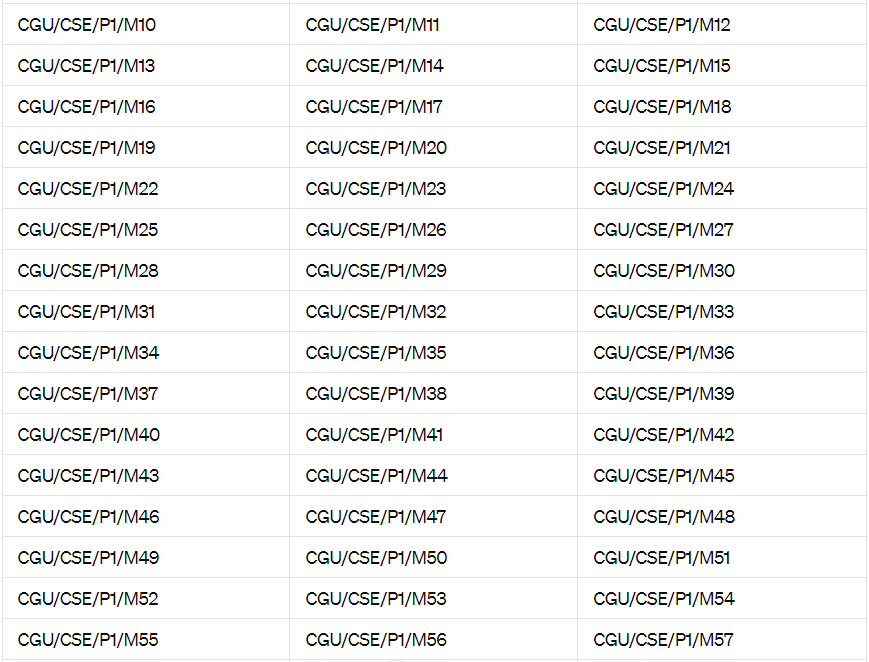 CGU/CSE/P1/M10 CGU/CSE/P1/M11 CGU/CSE/P1/M12
CGU/CSE/P1/M13 CGU/CSE/P1/M14 CGU/CSE/P1/M15
CGU/CSE/P1/M16 CGU/CSE/P1/M17 CGU/CSE/P1/M18
CGU/CSE/P1/M19 CGU/CSE/P1/M20 CGU/CSE/P1/M21
CGU/CSE/P1/M22 CGU/CSE/P1/M23 CGU/CSE/P1/M24
CGU/CSE/P1/M25 CGU/CSE/P1/M26 CGU/CSE/P1/M27
CGU/CSE/P1/M28 CGU/CSE/P1/M29 CGU/CSE/P1/M30
CGU/CSE/P1/M31 CGU/CSE/P1/M32 CGU/CSE/P1/M33
CGU/CSE/P1/M34 CGU/CSE/P1/M35 CGU/CSE/P1/M36
CGU/CSE/P1/M37 CGU/CSE/P1/M38 CGU/CSE/P1/M39
CGU/CSE/P1/M40 CGU/CSE/P1/M41 CGU/CSE/P1/M42
CGU/CSE/P1/M43 CGU/CSE/P1/M44 CGU/CSE/P1/M45
CGU/CSE/P1/M46 CGU/CSE/P1/M47 CGU/CSE/P1/M48
CGU/CSE/P1/M49 CGU/CSE/P1/M50 CGU/CSE/P1/M51
CGU/CSE/P1/M52 CGU/CSE/P1/M53 CGU/CSE/P1/M54
CGU/CSE/P1/M55 CGU/CSE/P1/M56 CGU/CSE/P1/M57